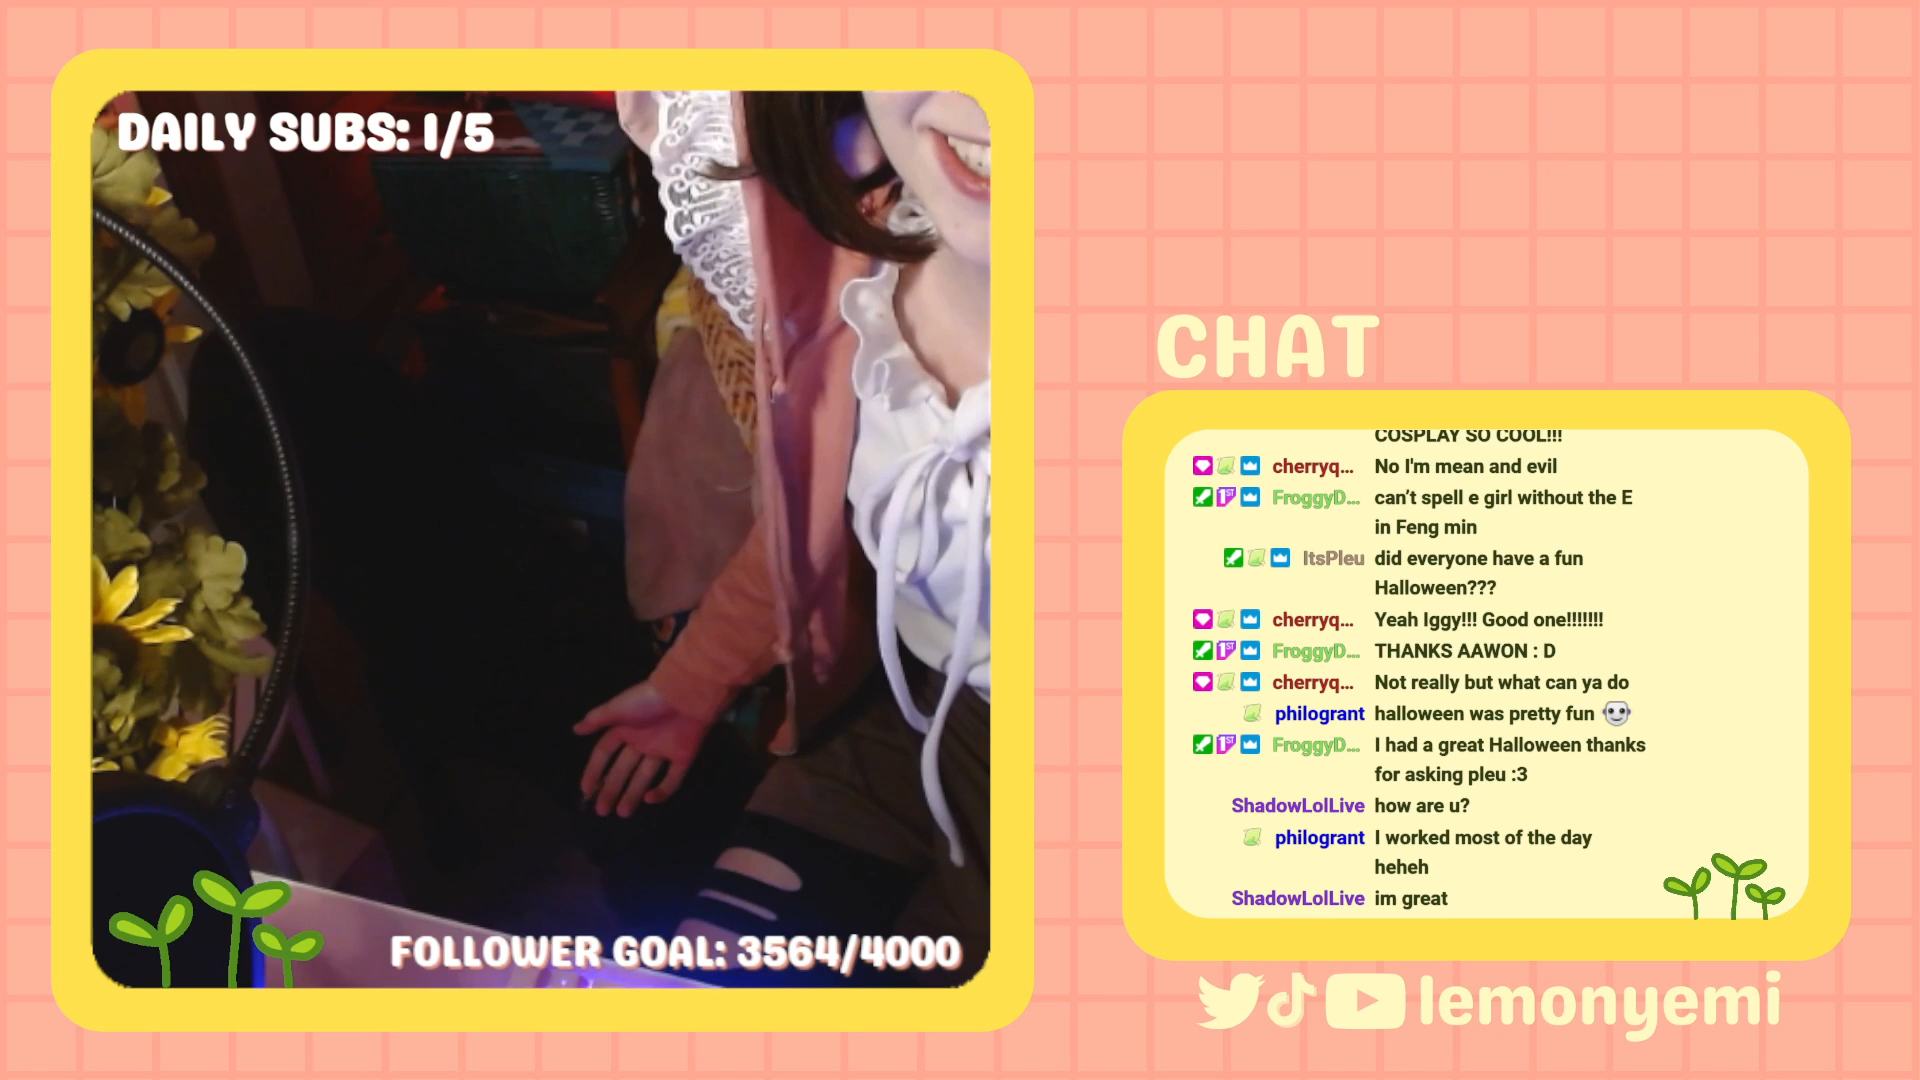 DAILY SUBS: 1/5
FOLLOWER GOAL: 3564/4000
CHAT
COSPLAY SO COOL!!!
cherryq... No I'm mean and evil
1ST FroggyD... can't spell e girl without the E
in Feng min
ItsPleu did everyone have a fun
Halloween???
cherryq... Yeah Iggy!!! Good one!!!!!!!
1ST FroggyD... THANKS AAWON : D
cherryq... Not really but what can ya do
philogrant halloween was pretty fun
1ST FroggyD... I had a great Halloween thanks
for asking pleu :3
ShadowLolLive how are u?
philogrant I worked most of the day
heheh
ShadowLolLive im great
lemonyemi